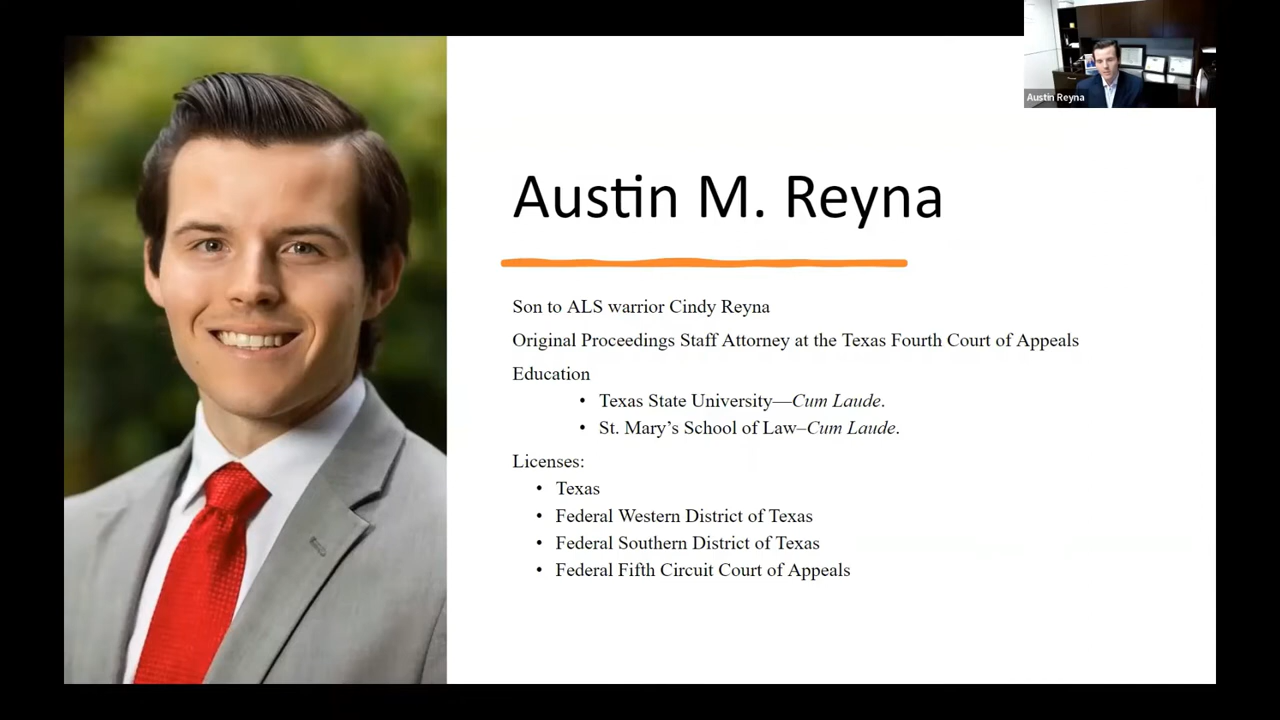 Austin Reyna
Austin M. Reyna
Son to ALS warrior Cindy Reyna
Original Proceedings Staff Attorney at the Texas Fourth Court of Appeals
Education
• Texas State University—Cum Laude.
• St. Mary’s School of Law–Cum Laude.
Licenses:
• Texas
• Federal Western District of Texas
• Federal Southern District of Texas
• Federal Fifth Circuit Court of Appeals